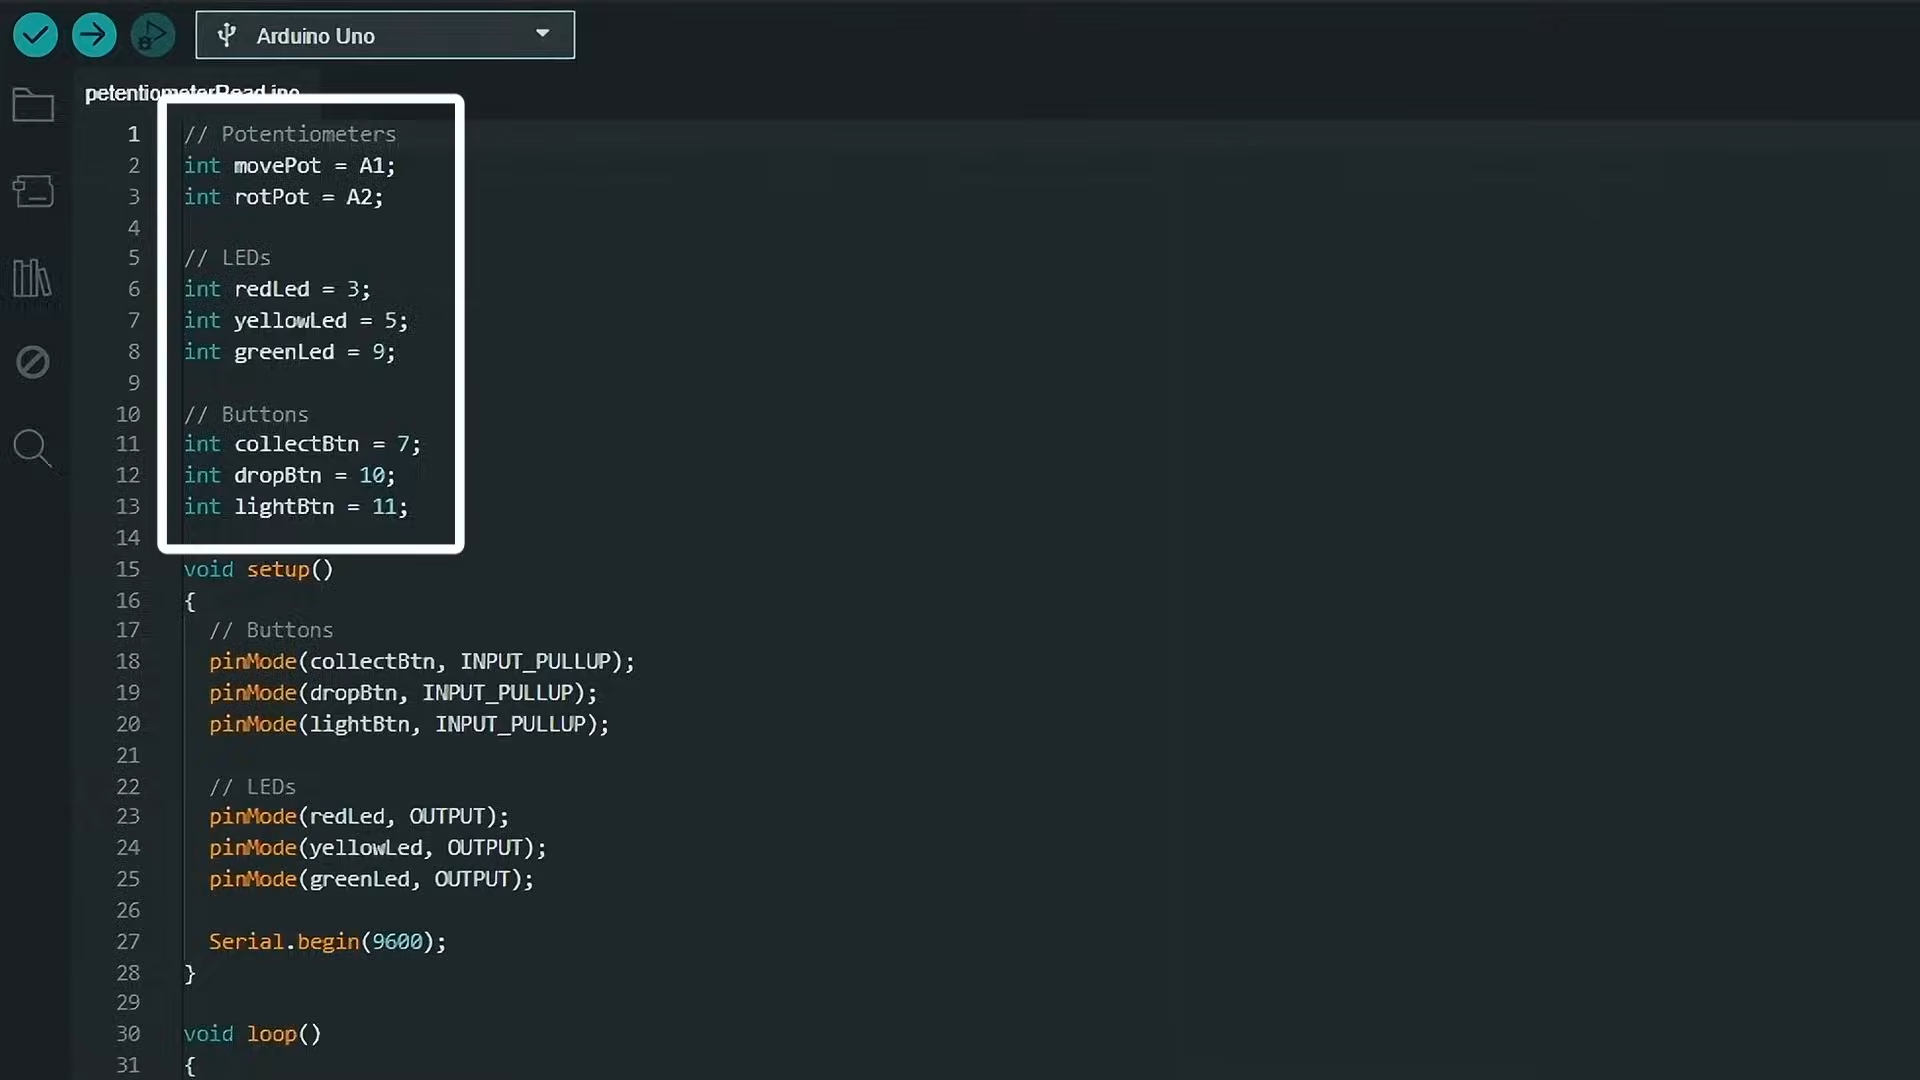 Arduino Uno
petentiometerRead.ino
1 // Potentiometers
2 int movePot = A1;
3 int rotPot = A2;
4
5 // LEDs
6 int redLed = 3;
7 int yellowLed = 5;
8 int greenLed = 9;
9
10 // Buttons
11 int collectBtn = 7;
12 int dropBtn = 10;
13 int lightBtn = 11;
14
15 void setup()
16 {
17 // Buttons
18 pinMode(collectBtn, INPUT_PULLUP);
19 pinMode(dropBtn, INPUT_PULLUP);
20 pinMode(lightBtn, INPUT_PULLUP);
21
22 // LEDs
23 pinMode(redLed, OUTPUT);
24 pinMode(yellowLed, OUTPUT);
25 pinMode(greenLed, OUTPUT);
26
27 Serial.begin(9600);
28 }
29
30 void loop()
31 {